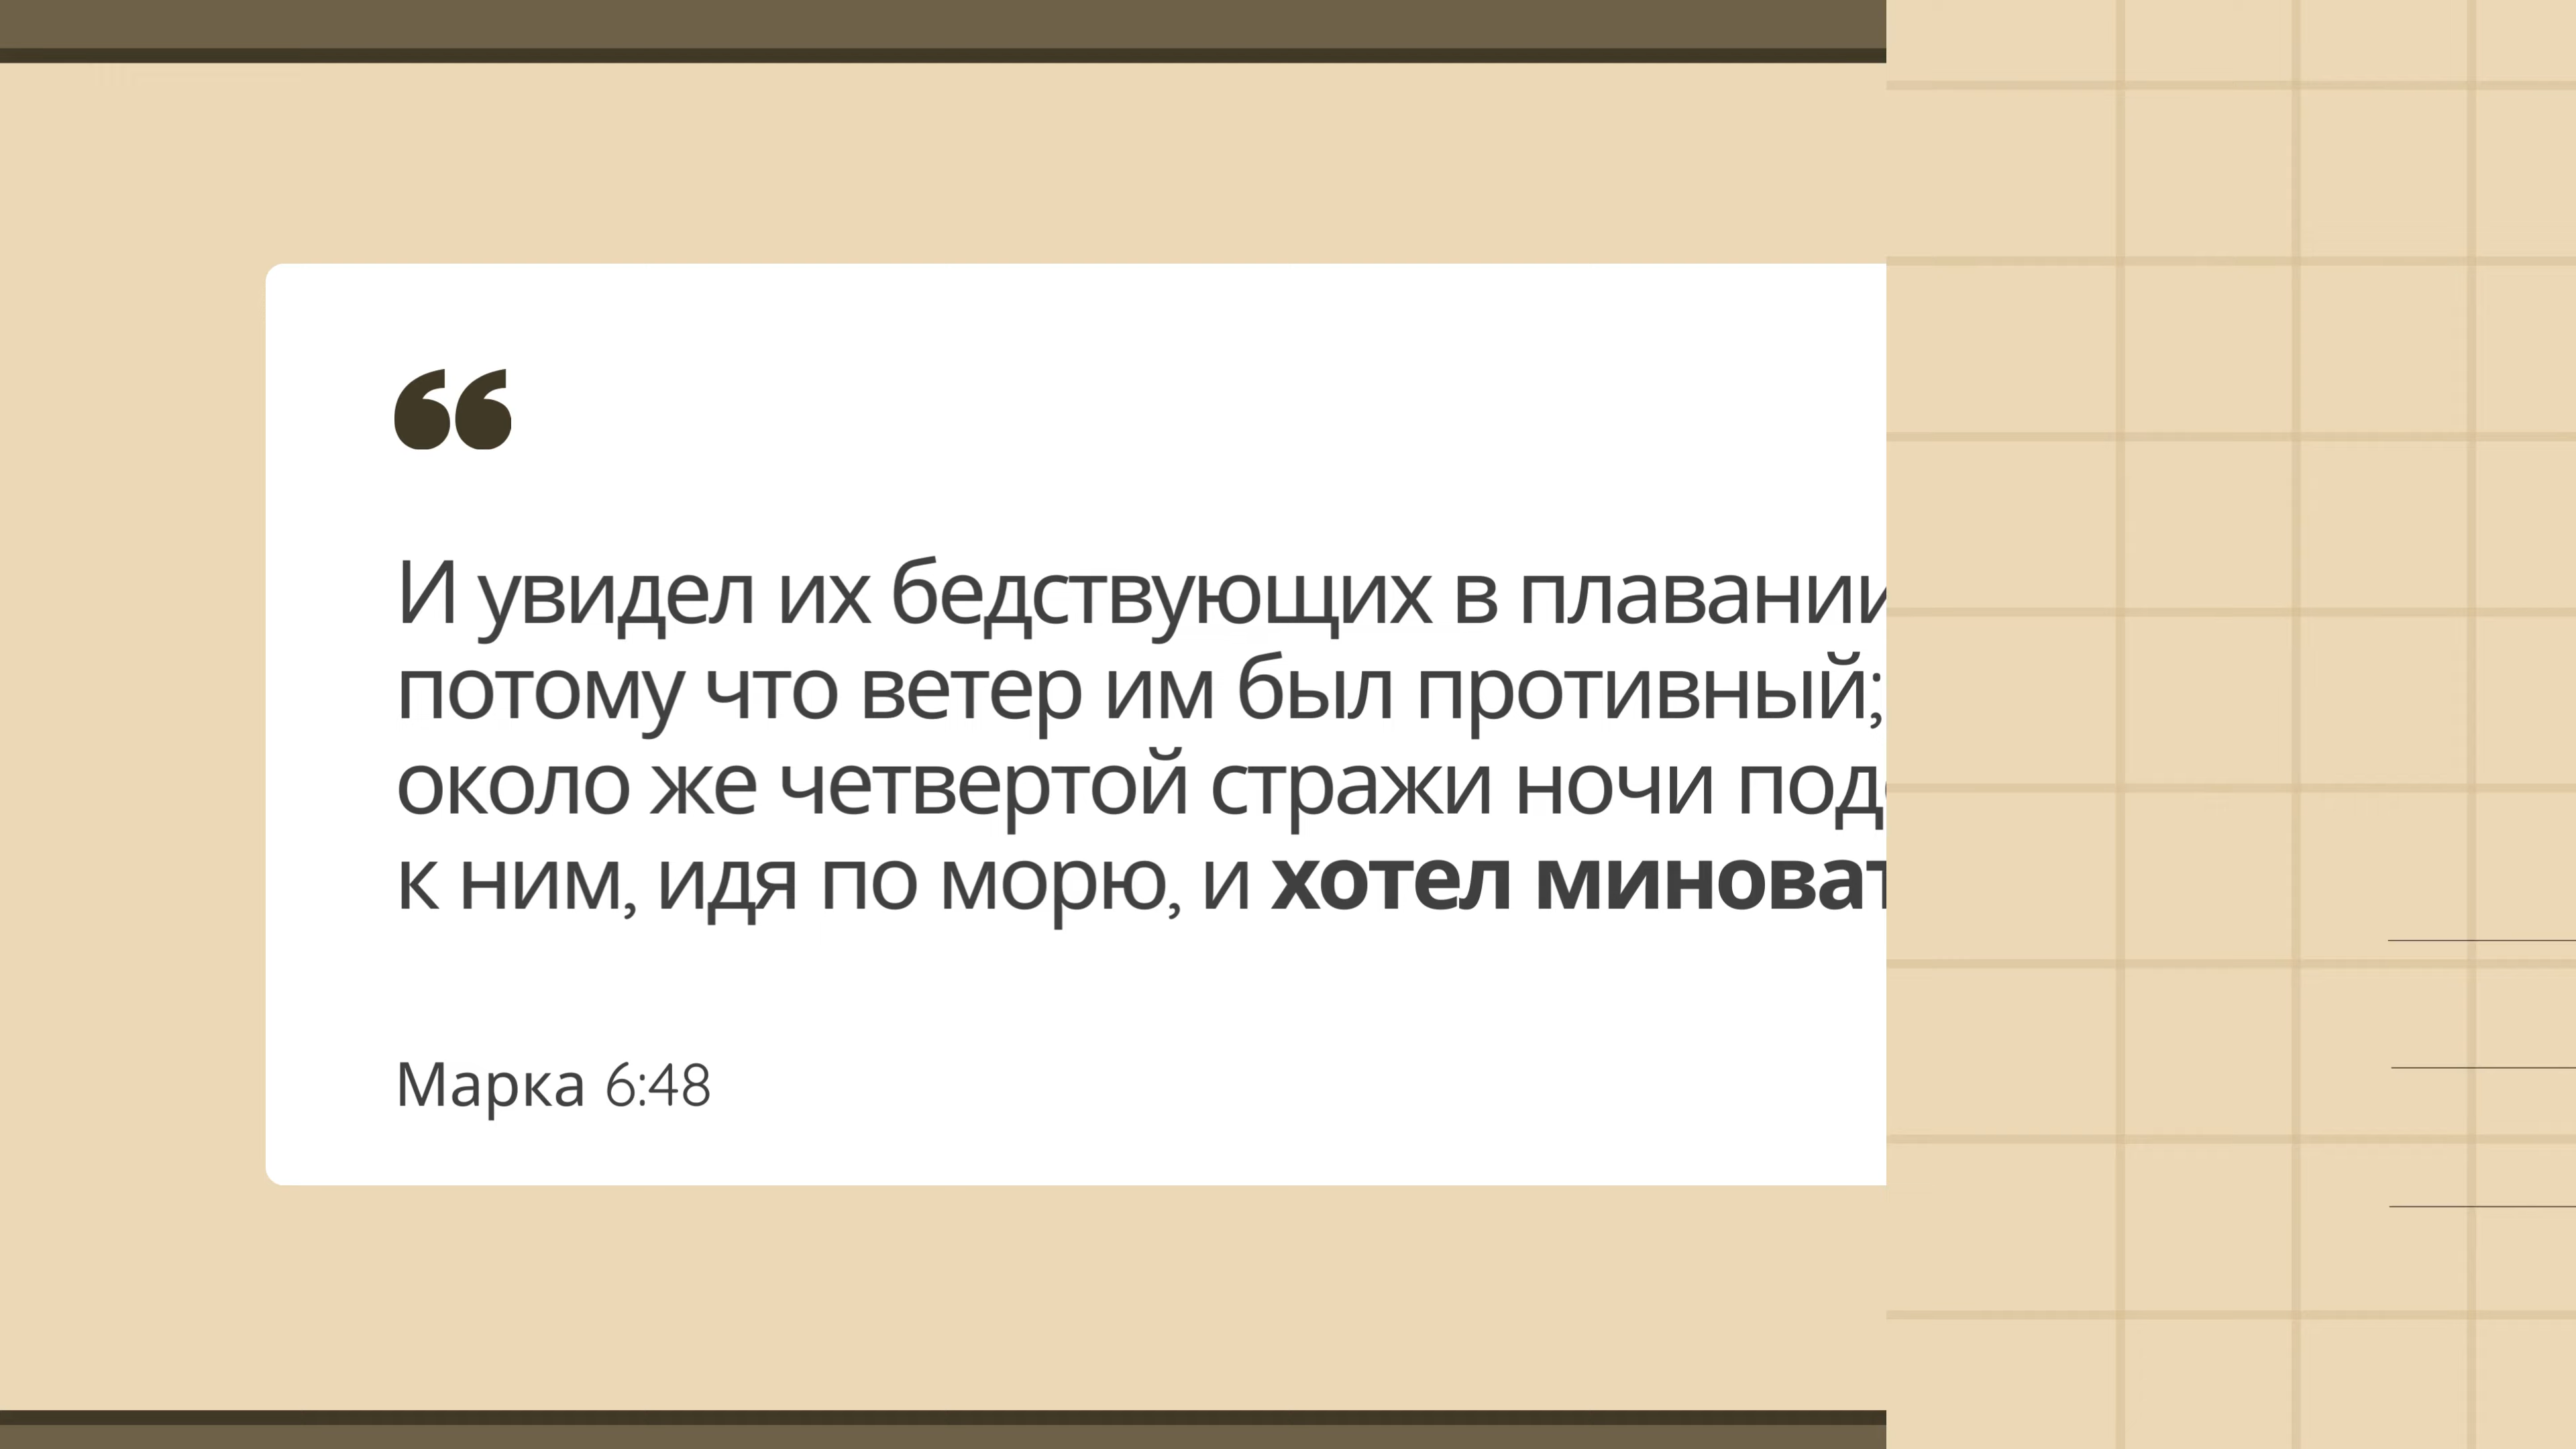 “
И увидел их бедствующих в плавании
потому что ветер им был противный;
около же четвертой стражи ночи
к ним, идя по морю, и хотел
Марка 6:48